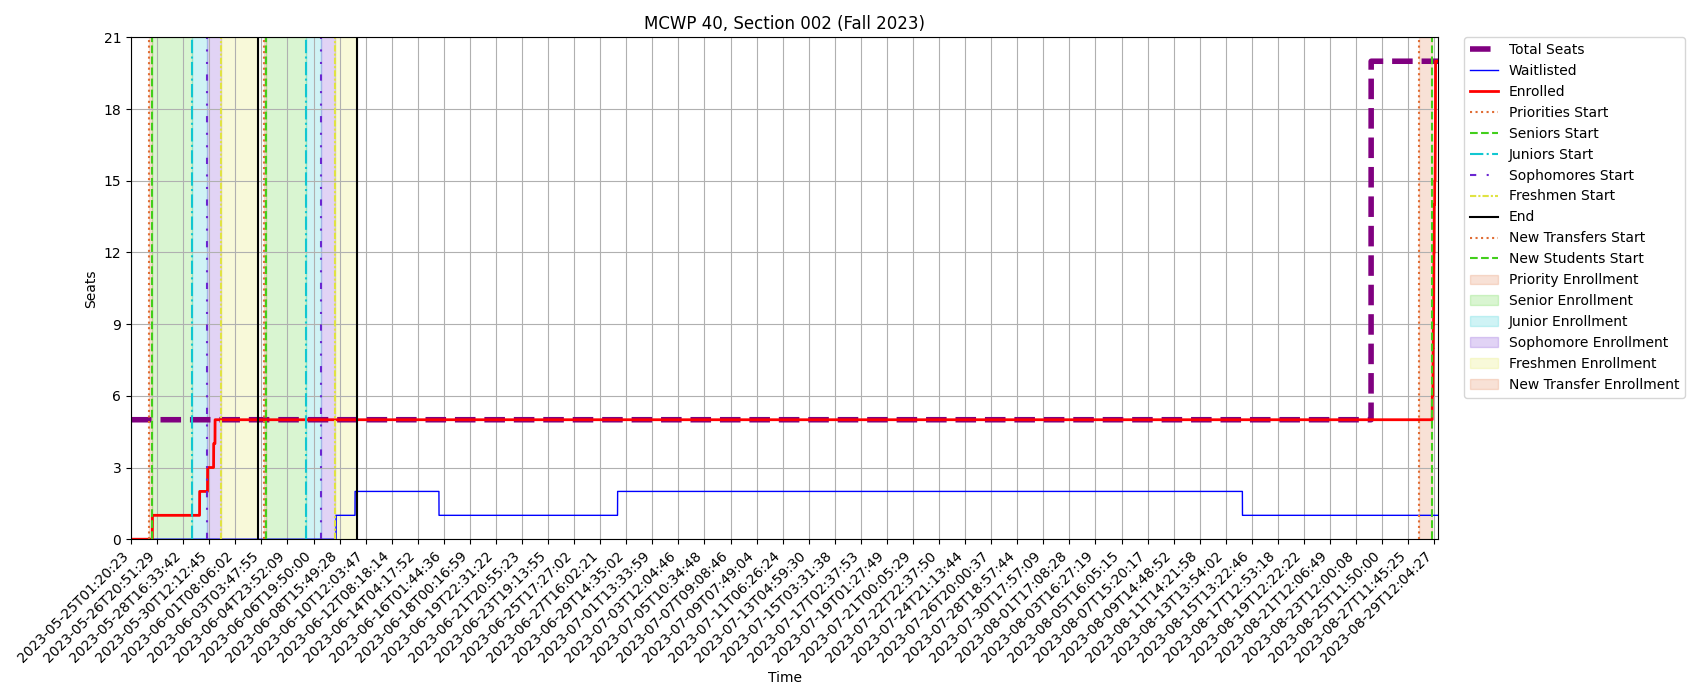 MCWP 40, Section 002 (Fall 2023)
Seats
21
18
15
12
9
6
3
0
2023-05-25T01:20:23
2023-05-26T20:51:29
2023-05-28T16:33:42
2023-05-30T12:12:45
2023-06-01T08:06:02
2023-06-03T03:47:55
2023-06-04T23:52:09
2023-06-06T19:50:00
2023-06-08T15:49:28
2023-06-10T12:03:47
2023-06-12T08:18:14
2023-06-14T04:17:52
2023-06-16T01:44:36
2023-06-18T00:16:59
2023-06-19T22:31:22
2023-06-21T20:55:23
2023-06-23T19:13:55
2023-06-25T17:27:02
2023-06-27T16:02:21
2023-06-29T14:35:02
2023-07-01T13:33:59
2023-07-03T12:04:46
2023-07-05T10:34:48
2023-07-07T09:08:46
2023-07-09T07:49:04
2023-07-11T06:26:24
2023-07-13T04:59:30
2023-07-15T03:31:38
2023-07-17T02:37:53
2023-07-19T01:27:49
2023-07-21T00:05:29
2023-07-22T22:37:50
2023-07-24T21:13:44
2023-07-26T20:00:37
2023-07-28T18:57:44
2023-07-30T17:57:09
2023-08-01T17:08:28
2023-08-03T16:27:19
2023-08-05T16:05:15
2023-08-07T15:20:17
2023-08-09T14:48:52
2023-08-11T14:21:58
2023-08-13T13:54:02
2023-08-15T13:22:46
2023-08-17T12:53:18
2023-08-19T12:22:22
2023-08-21T12:06:49
2023-08-23T12:00:08
2023-08-25T11:50:00
2023-08-27T11:45:25
2023-08-29T12:04:27
Time
Total Seats
Waitlisted
Enrolled
Priorities Start
Seniors Start
Juniors Start
Sophomores Start
Freshmen Start
End
New Transfers Start
New Students Start
Priority Enrollment
Senior Enrollment
Junior Enrollment
Sophomore Enrollment
Freshmen Enrollment
New Transfer Enrollment